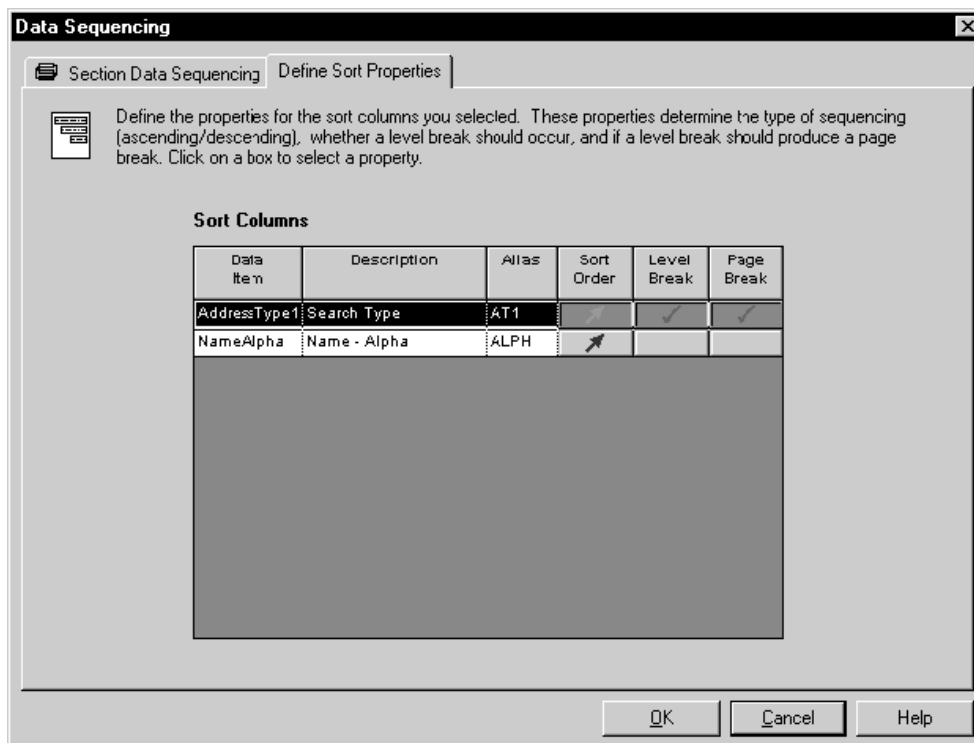 Data Sequencing
Section Data Sequencing
Define Sort Properties
Define the properties for the sort columns you selected. These properties determine the type of sequencing
(ascending/descending), whether a level break should occur, and if a level break should produce a page
break. Click on a box to select a property.
Sort Columns
Data Item Description Alias Sort Order Level Break Page Break
AddressType1 Search Type AT1
NameAlpha Name - Alpha ALPH
OK Cancel Help